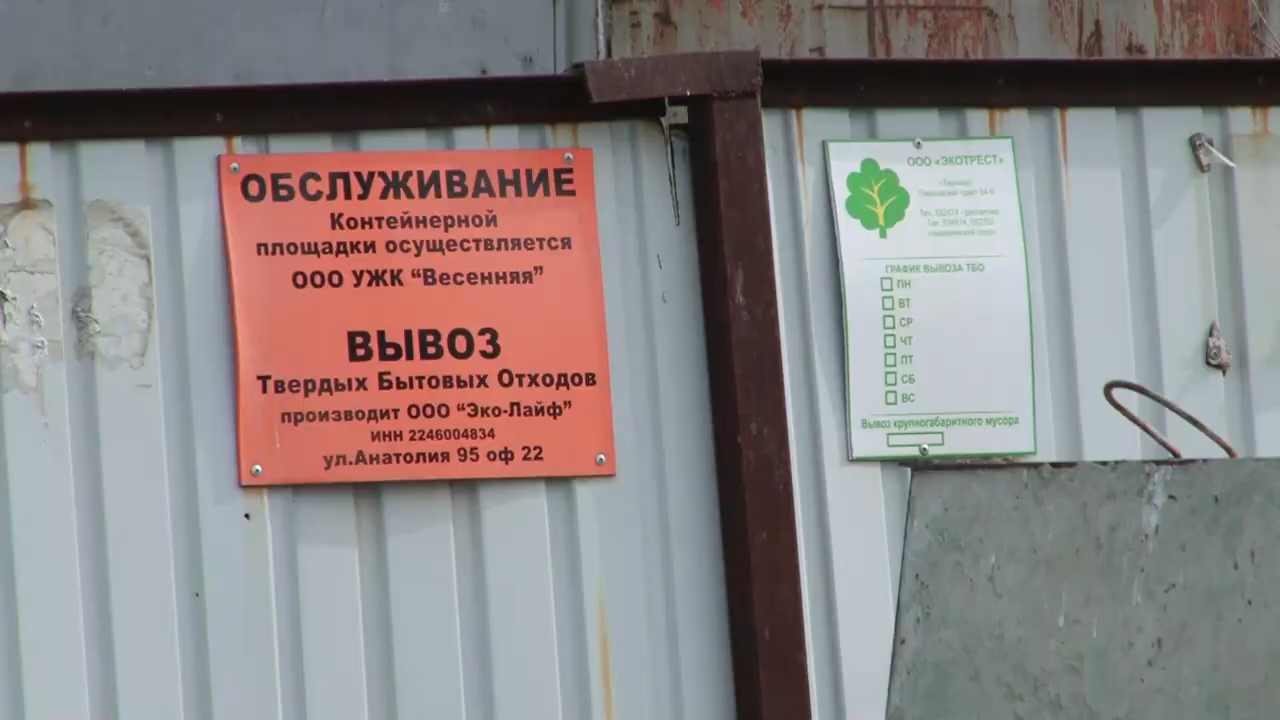 ОБСЛУЖИВАНИЕ
Контейнерной
площадки осуществляется
ООО УЖК “Весенняя”
ВЫВОЗ
Твердых Бытовых Отходов
производит ООО “Эко-Лайф”
ИНН 2246004834
ул.Анатолия 95 оф 22
ООО «ЭКОТРЕСТ»
г.Барнаул
ГРАФИК ВЫВОЗА ТБО
ПН
ВТ
СР
ЧТ
ПТ
СБ
ВС
Вывоз крупногабаритного мусора